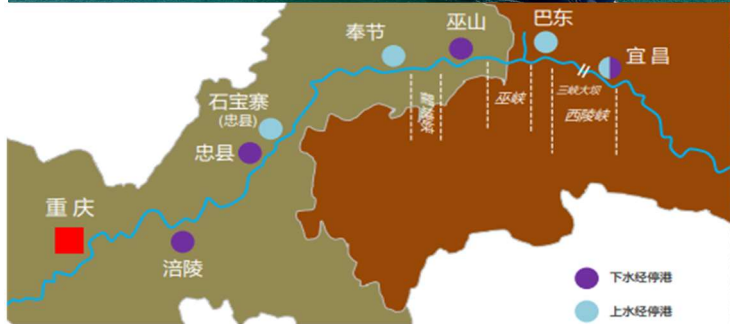 巴东
巫山
奉节
宜昌
石宝寨
(忠县)
瞿塘峡
巫峡
三峡大坝
西陵峡
忠县
重庆
涪陵
下水经停港
上水经停港